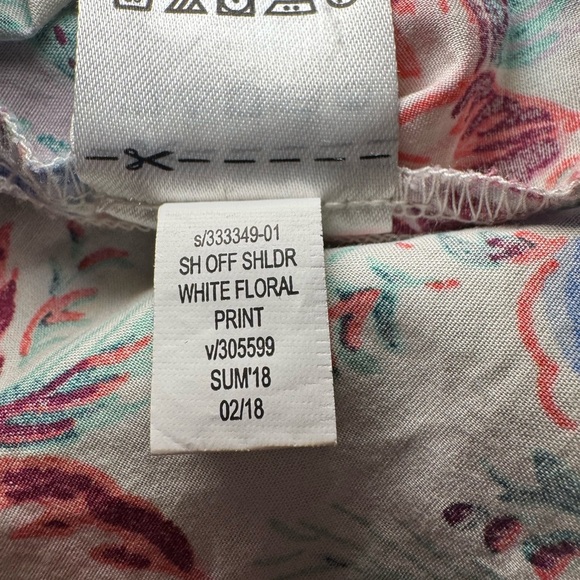 s/333349-01
SH OFF SHLDR
WHITE FLORAL
PRINT
v/305599
SUM'18
02/18